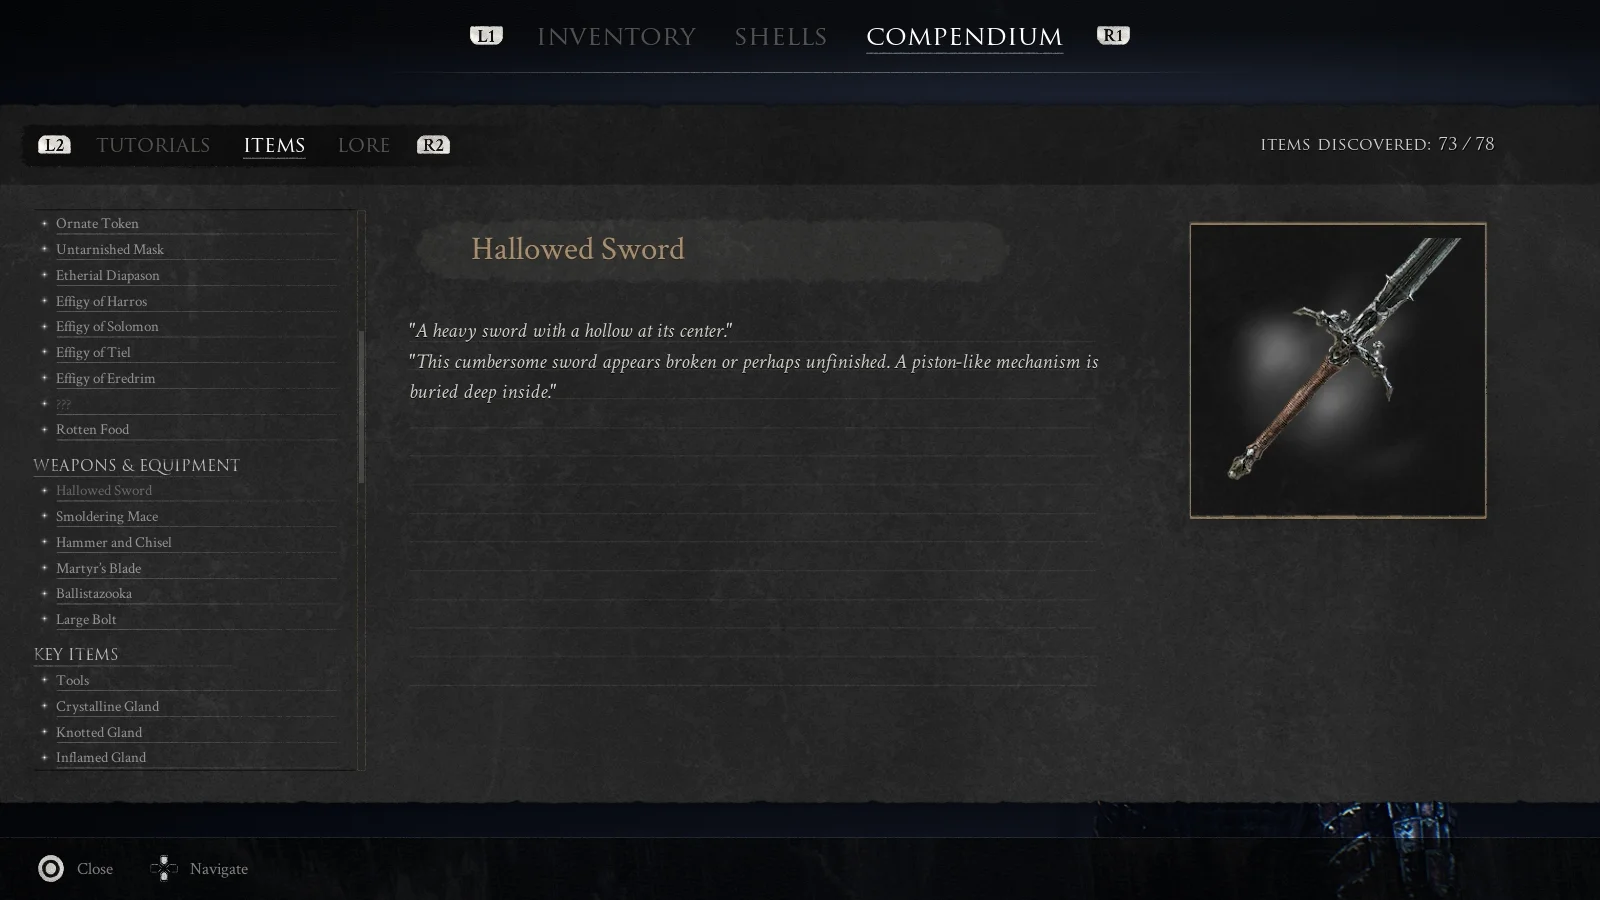 L1 INVENTORY SHELLS COMPENDIUM R1
L2 TUTORIALS ITEMS LORE R2
ITEMS DISCOVERED: 73 / 78
Ornate Token
Untarnished Mask
Etherial Diapason
Effigy of Harros
Effigy of Solomon
Effigy of Tiel
Effigy of Eredrim
???
Rotten Food
WEAPONS & EQUIPMENT
Hallowed Sword
Smoldering Mace
Hammer and Chisel
Martyr's Blade
Ballistazooka
Large Bolt
KEY ITEMS
Tools
Crystalline Gland
Knotted Gland
Inflamed Gland
Hallowed Sword
"A heavy sword with a hollow at its center."
"This cumbersome sword appears broken or perhaps unfinished. A piston-like mechanism is
buried deep inside."
Close Navigate